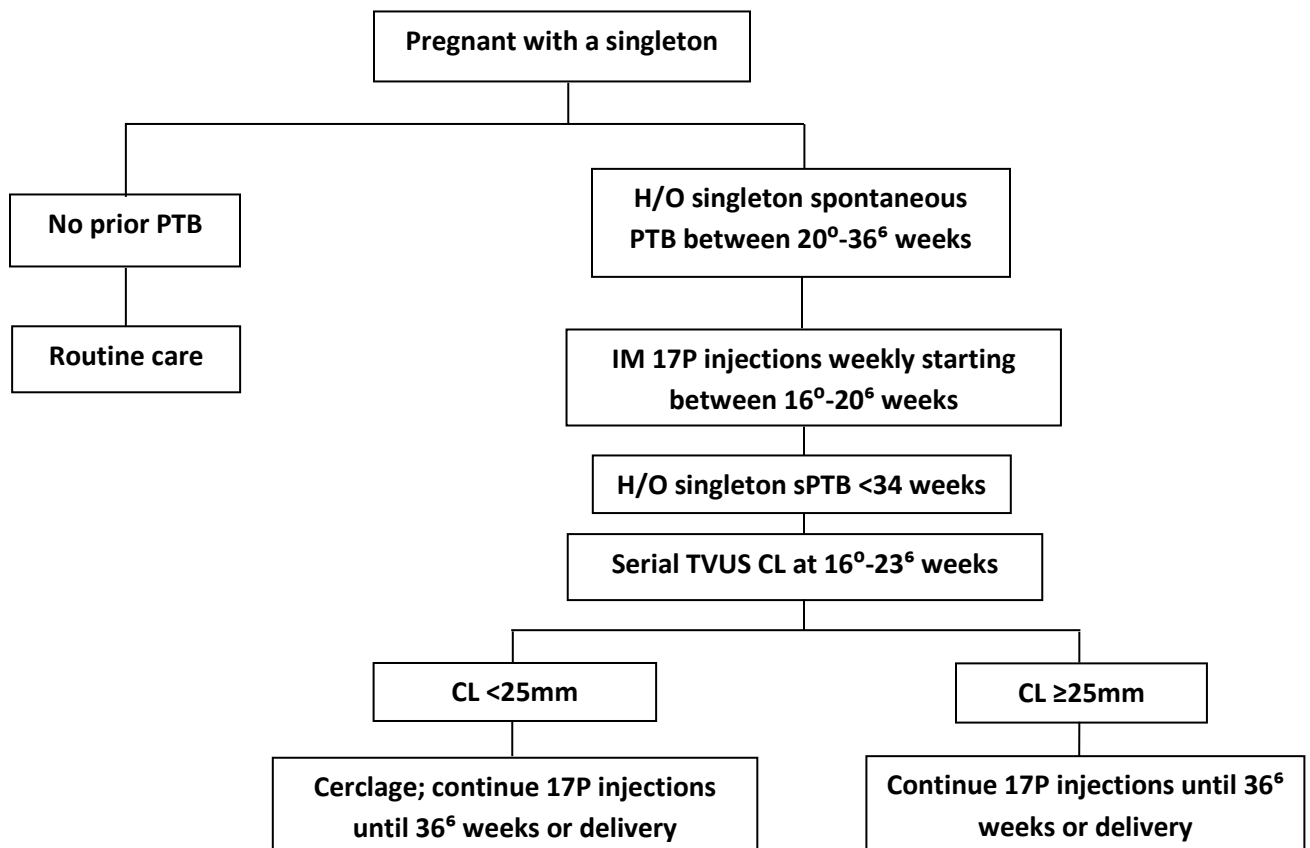 Pregnant with a singleton
No prior PTB
Routine care
H/O singleton spontaneous
PTB between 20⁰-36⁶ weeks
IM 17P injections weekly starting
between 16⁰-20⁶ weeks
H/O singleton sPTB <34 weeks
Serial TVUS CL at 16⁰-23⁶ weeks
CL <25mm
Cerclage; continue 17P injections
until 36⁶ weeks or delivery
CL ≥25mm
Continue 17P injections until 36⁶
weeks or delivery